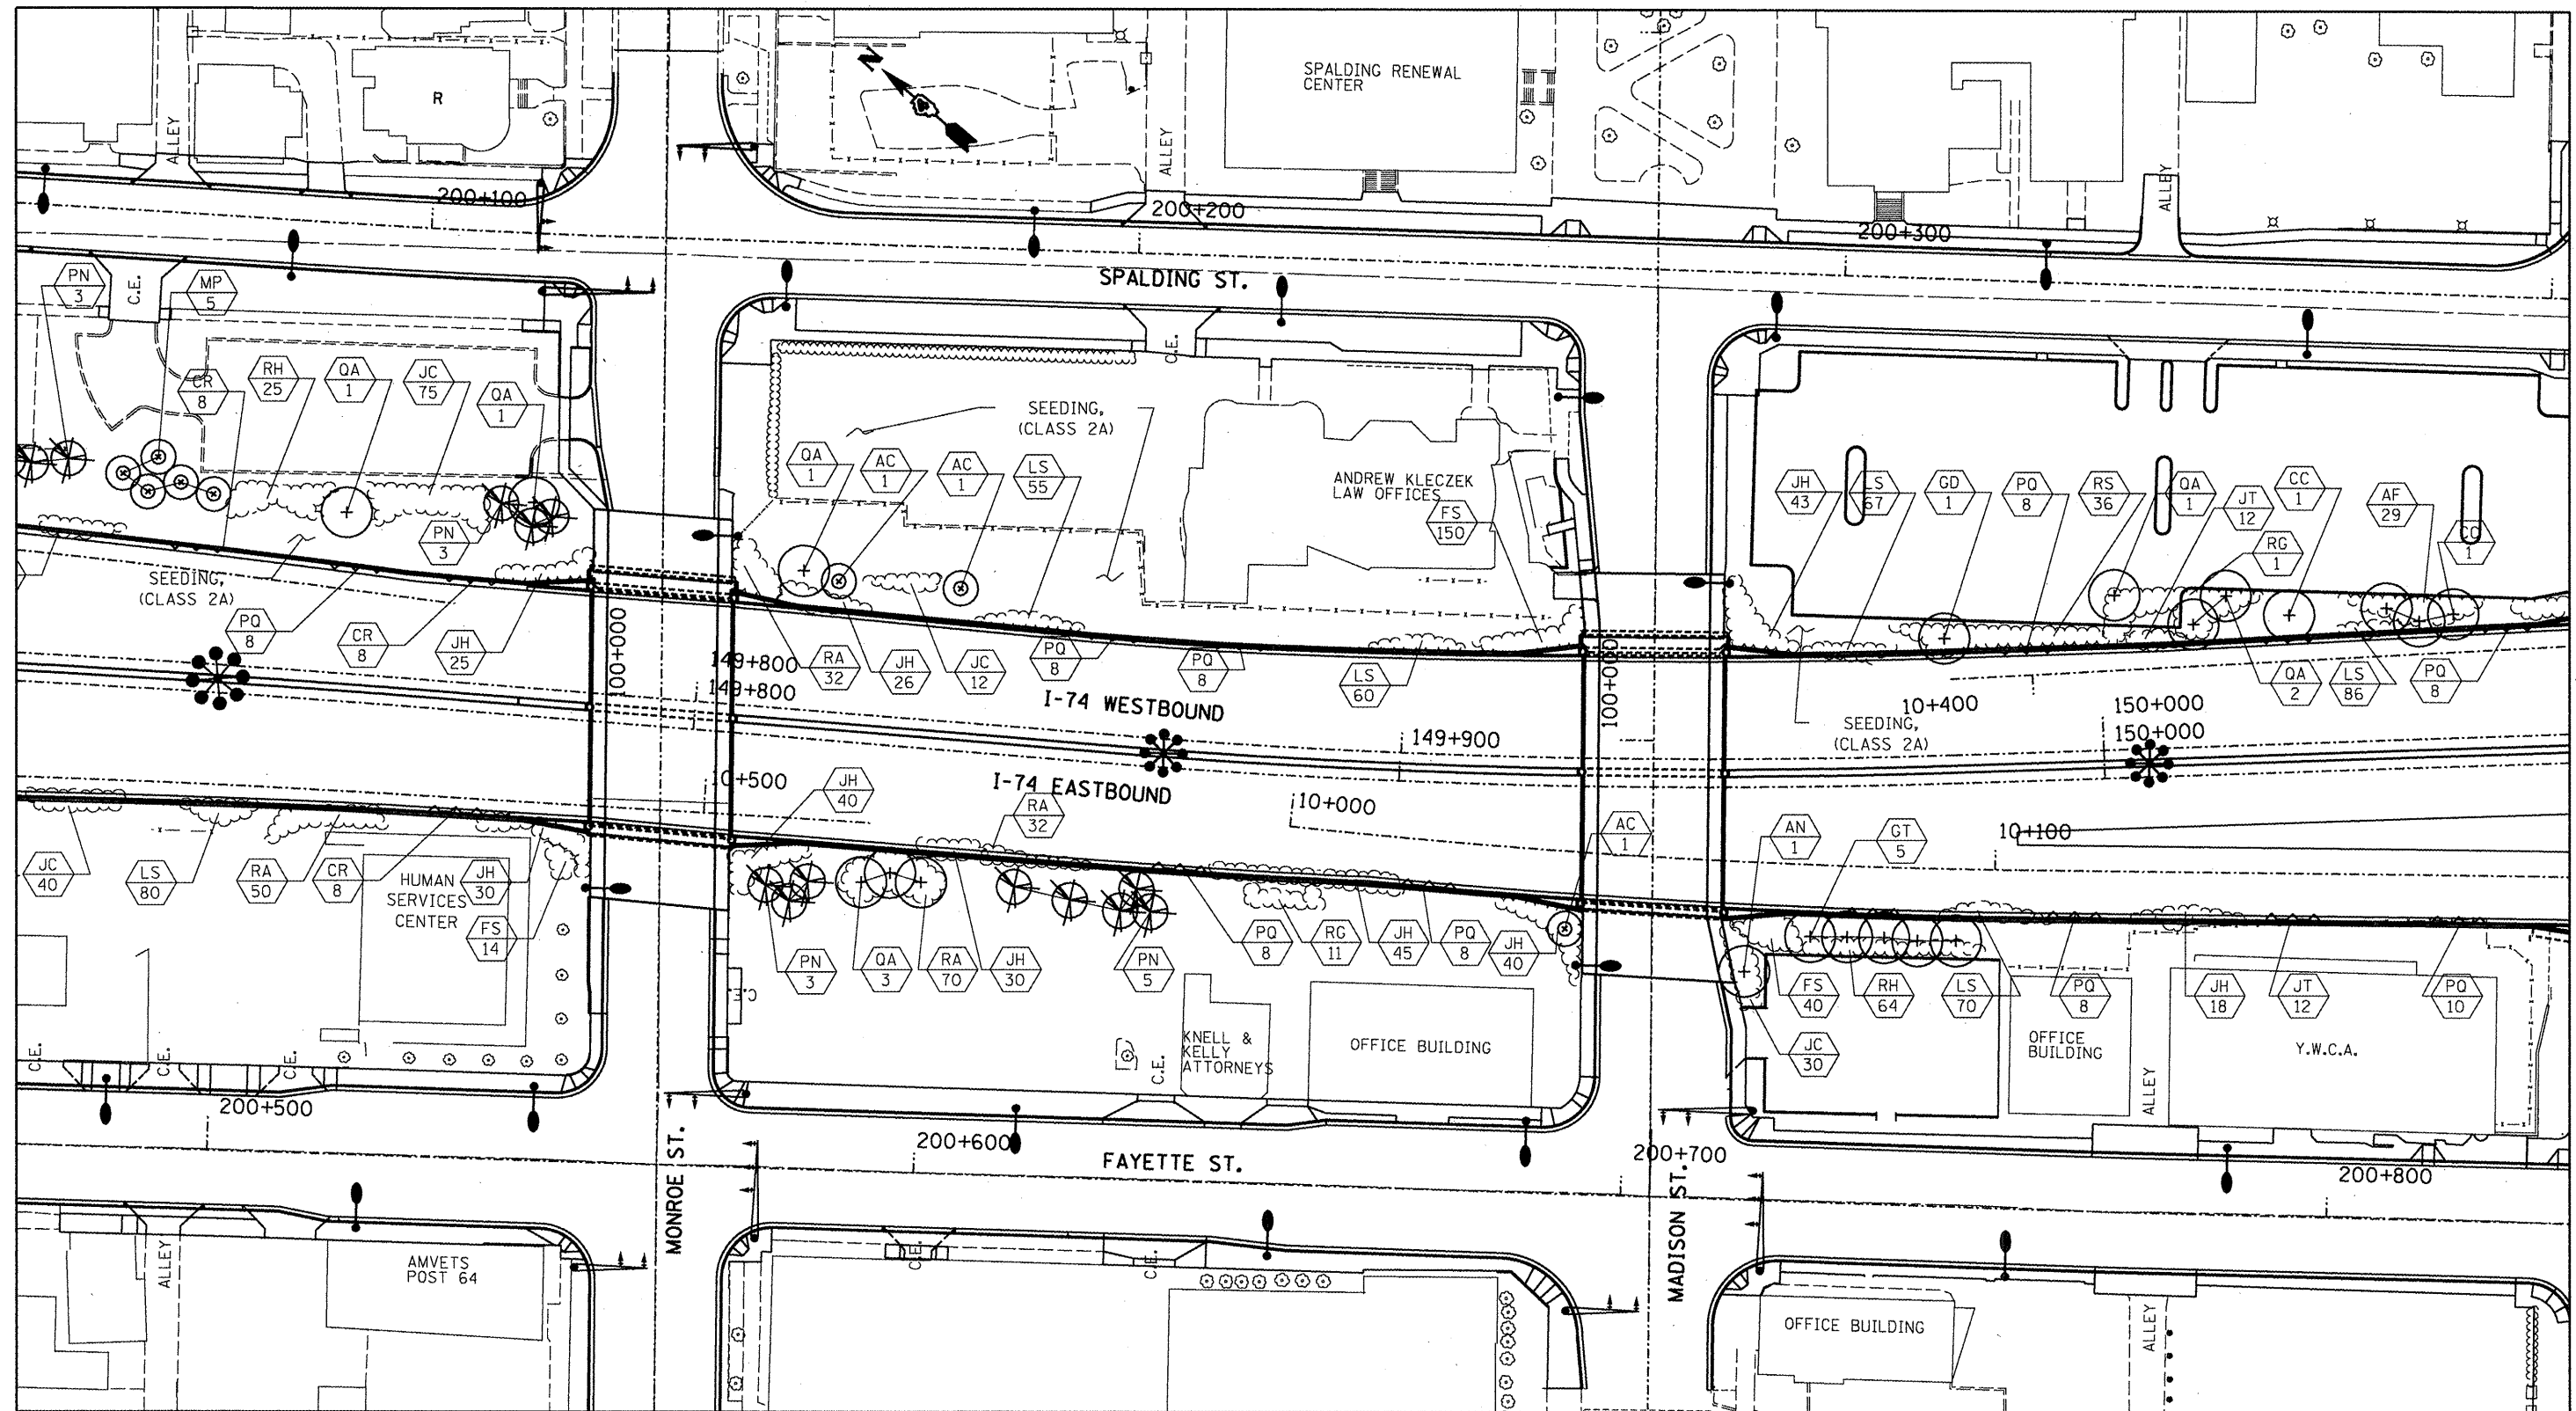 N
SPALDING RENEWAL
CENTER
R
ALLEY
ALLEY
ALLEY
200+100
200+200
200+300
SPALDING ST.
PN
3
C.E.
MP
5
CR
8
RH
25
QA
1
JC
75
QA
1
PN
3
SEEDING,
(CLASS 2A)
PQ
8
CR
8
JH
25
100+000
C.E.
SEEDING,
(CLASS 2A)
QA
1
AC
1
AC
1
LS
55
ANDREW KLECZEK
LAW OFFICES
FS
150
149+800
149+800
RA
32
JH
26
JC
12
PQ
8
PQ
8
LS
60
100+000
JH
43
LS
67
GD
1
PQ
8
RS
36
QA
1
JT
12
CC
1
RG
1
AF
29
CC
1
QA
2
LS
86
PQ
8
SEEDING,
(CLASS 2A)
10+400
150+000
150+000
I-74 WESTBOUND
149+900
I-74 EASTBOUND
10+500
10+000
10+100
JC
40
LS
80
RA
50
CR
8
HUMAN
SERVICES
CENTER
JH
30
FS
14
JH
40
RA
32
PN
3
QA
3
RA
70
JH
30
PN
5
PQ
8
RG
11
JH
45
PQ
8
JH
40
AC
1
AN
1
GT
5
FS
40
RH
64
LS
70
PQ
8
JH
18
JT
12
PQ
10
JC
30
C.E.
C.E.
C.E.
C.E.
C.E.
KNELL &
KELLY
ATTORNEYS
OFFICE BUILDING
OFFICE
BUILDING
ALLEY
Y.W.C.A.
200+500
200+600
200+700
200+800
FAYETTE ST.
MONROE ST.
MADISON ST.
ALLEY
AMVETS
POST 64
C.E.
C.E.
OFFICE BUILDING
ALLEY